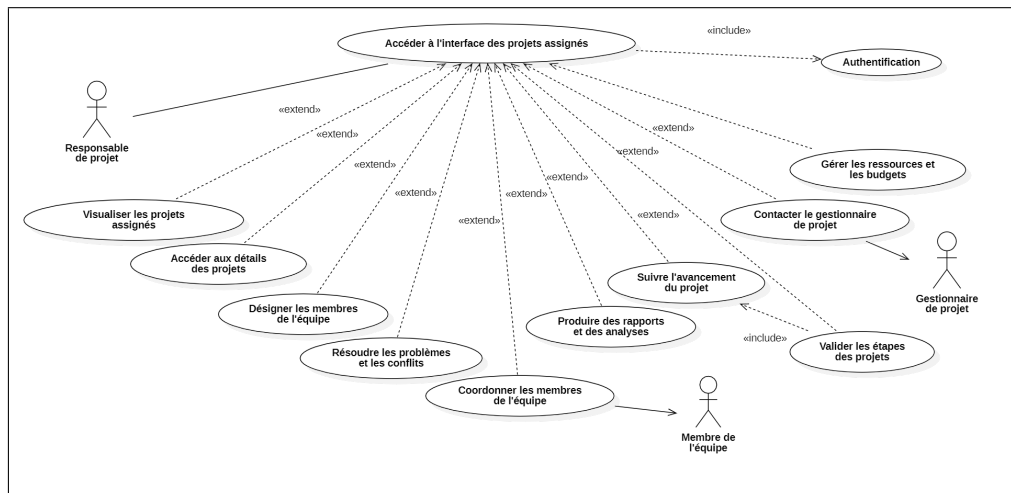 Accéder à l'interface des projets assignés
«include»
Authentification
Responsable
de projet
«extend»
«extend»
«extend»
«extend»
«extend»
«extend»
«extend»
«extend»
«extend»
«extend»
Gérer les ressources et
les budgets
Visualiser les projets
assignés
Contacter le gestionnaire
de projet
Accéder aux détails
des projets
Suivre l'avancement
du projet
Gestionnaire
de projet
Désigner les membres
de l'équipe
Produire des rapports
et des analyses
«include»
Valider les étapes
des projets
Résoudre les problèmes
et les conflits
Coordonner les membres
de l'équipe
Membre de
l'équipe